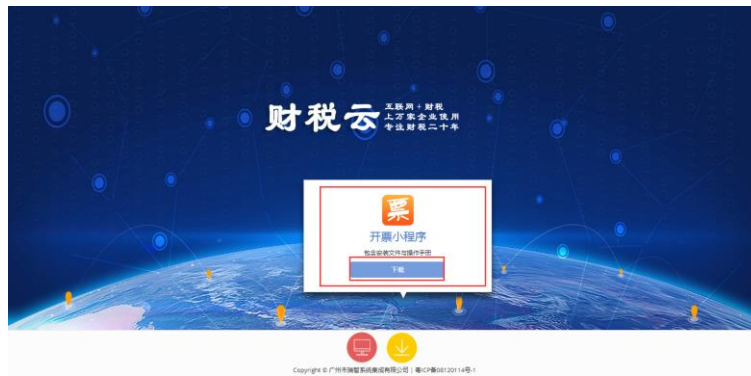 财税云
互联网+财税
上万家企业使用
专注财税二十年
票
开票小程序
包含安装文件与操作手册
下载
Copyright © 广州市瑞智系统集成有限公司 | 粤ICP备08120114号-1